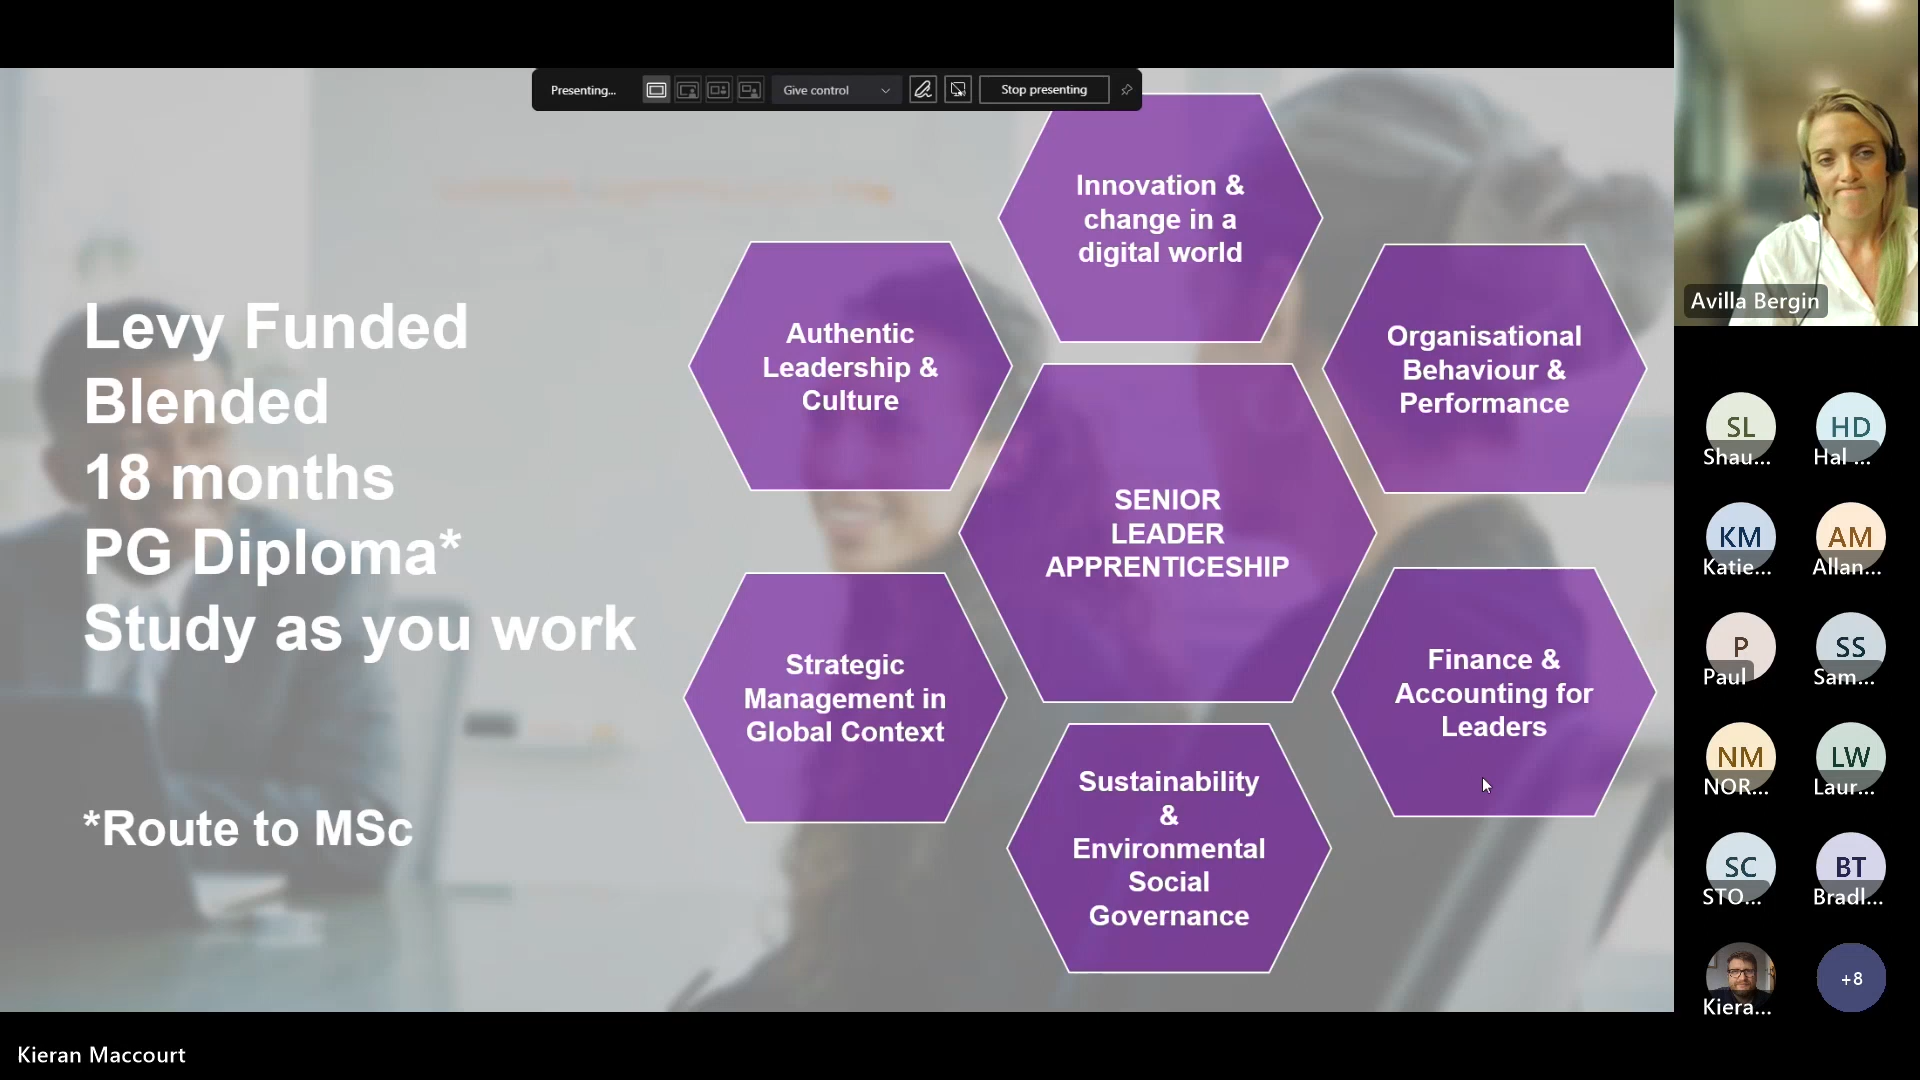 Presenting...
Give control
Stop presenting
Levy Funded
Blended
18 months
PG Diploma*
Study as you work
*Route to MSc
Innovation &
change in a
digital world
Authentic
Leadership &
Culture
Organisational
Behaviour &
Performance
SENIOR
LEADER
APPRENTICESHIP
Strategic
Management in
Global Context
Finance &
Accounting for
Leaders
Sustainability
&
Environmental
Social
Governance
Avilla Bergin
SL
Shau...
HD
Hal ...
KM
Katie...
AM
Allan...
P
Paul
SS
Sam...
NM
NOR...
LW
Laur...
SC
STO...
BT
Bradl...
Kiera...
+8
Kieran Maccourt